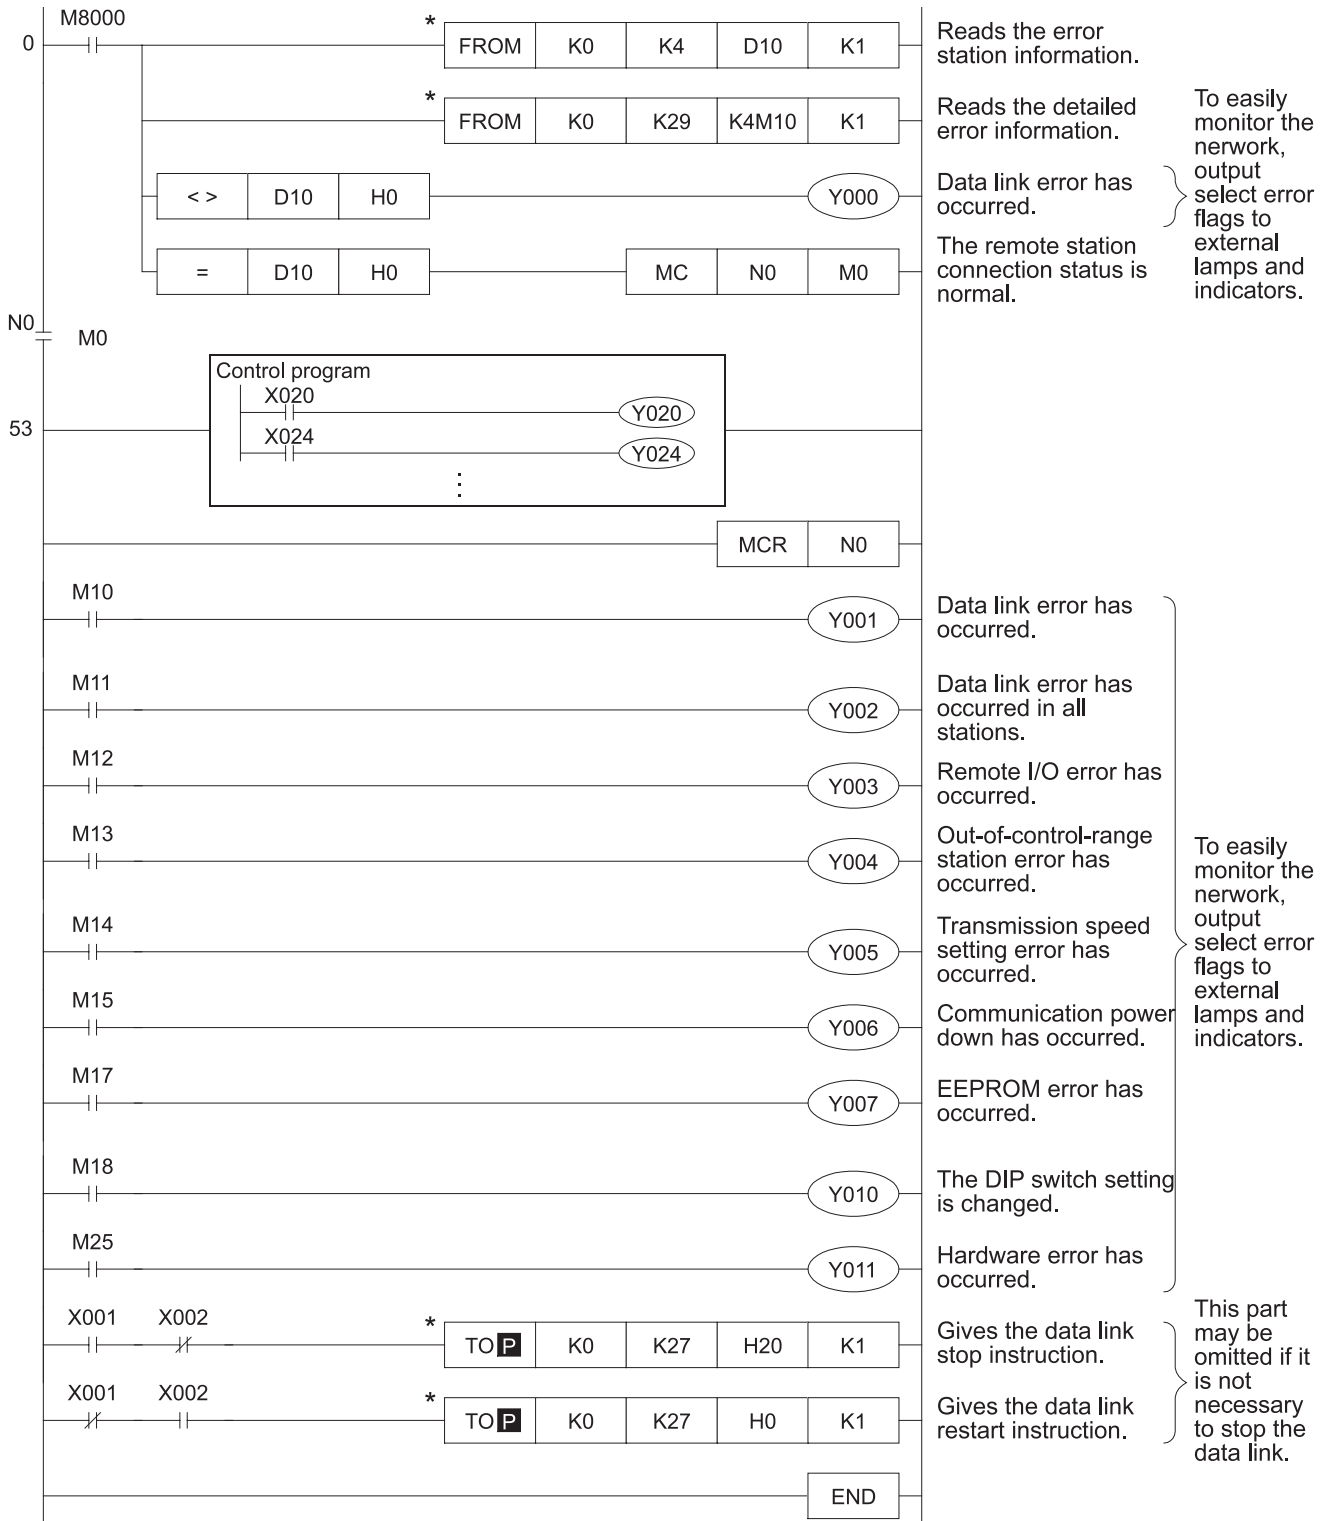 M8000
0
*
FROM K0 K4 D10 K1
Reads the error
station information.
*
FROM K0 K29 K4M10 K1
Reads the detailed
error information.
< > D10 H0
Y000
Data link error has
occurred.
To easily
monitor the
nerwork,
output
select error
flags to
external
lamps and
indicators.
= D10 H0
MC N0 M0
The remote station
connection status is
normal.
N0
M0
53
Control program
X020
Y020
X024
Y024
⋮
MCR N0
M10
Y001
Data link error has
occurred.
M11
Y002
Data link error has
occurred in all
stations.
M12
Y003
Remote I/O error has
occurred.
M13
Y004
Out-of-control-range
station error has
occurred.
M14
Y005
Transmission speed
setting error has
occurred.
M15
Y006
Communication power
down has occurred.
M17
Y007
EEPROM error has
occurred.
M18
Y010
The DIP switch setting
is changed.
M25
Y011
Hardware error has
occurred.
To easily
monitor the
nerwork,
output
select error
flags to
external
lamps and
indicators.
X001 X002
*
TO P K0 K27 H20 K1
Gives the data link
stop instruction.
X001 X002
*
TO P K0 K27 H0 K1
Gives the data link
restart instruction.
This part
may be
omitted if it
is not
necessary
to stop the
data link.
END